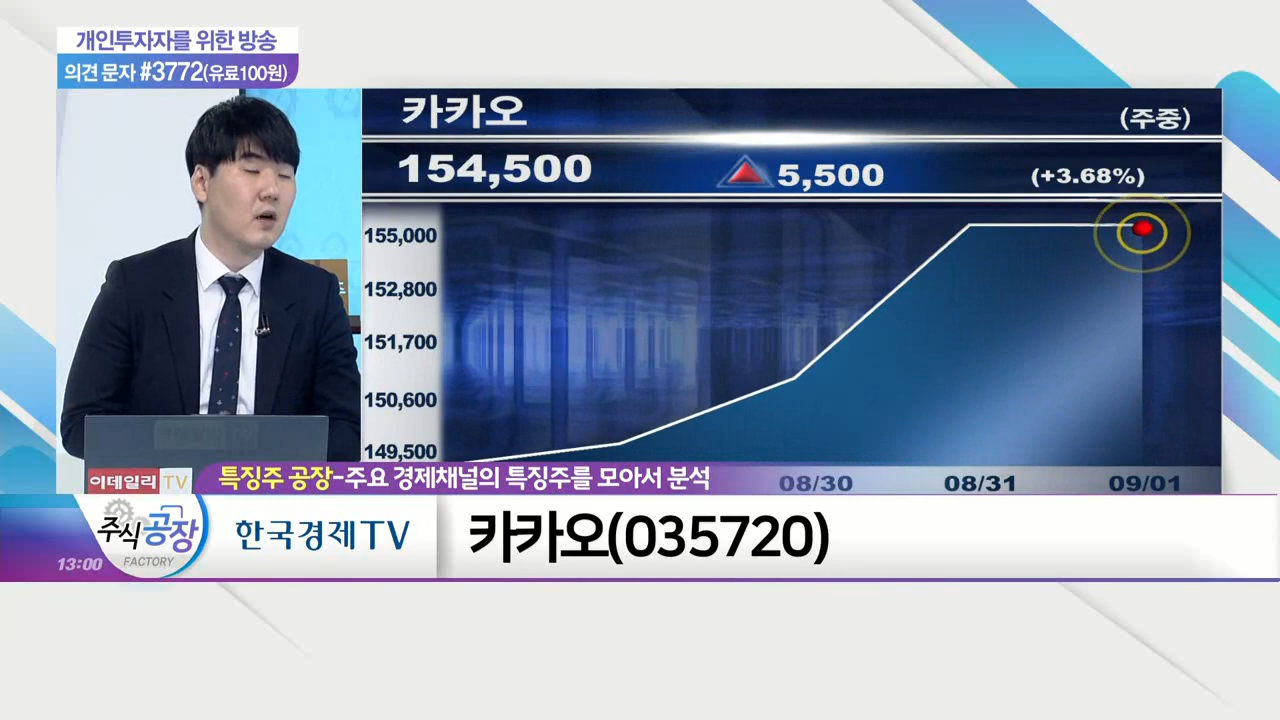 개인투자자를 위한 방송
의견 문자 #3772(유료100원)
카카오
(주중)
154,500
5,500
(+3.68%)
155,000
152,800
151,700
150,600
149,500
08/30
08/31
09/01
이데일리 TV
특징주 공장-주요 경제채널의 특징주를 모아서 분석
주식공장
FACTORY
13:00
한국경제TV
카카오(035720)